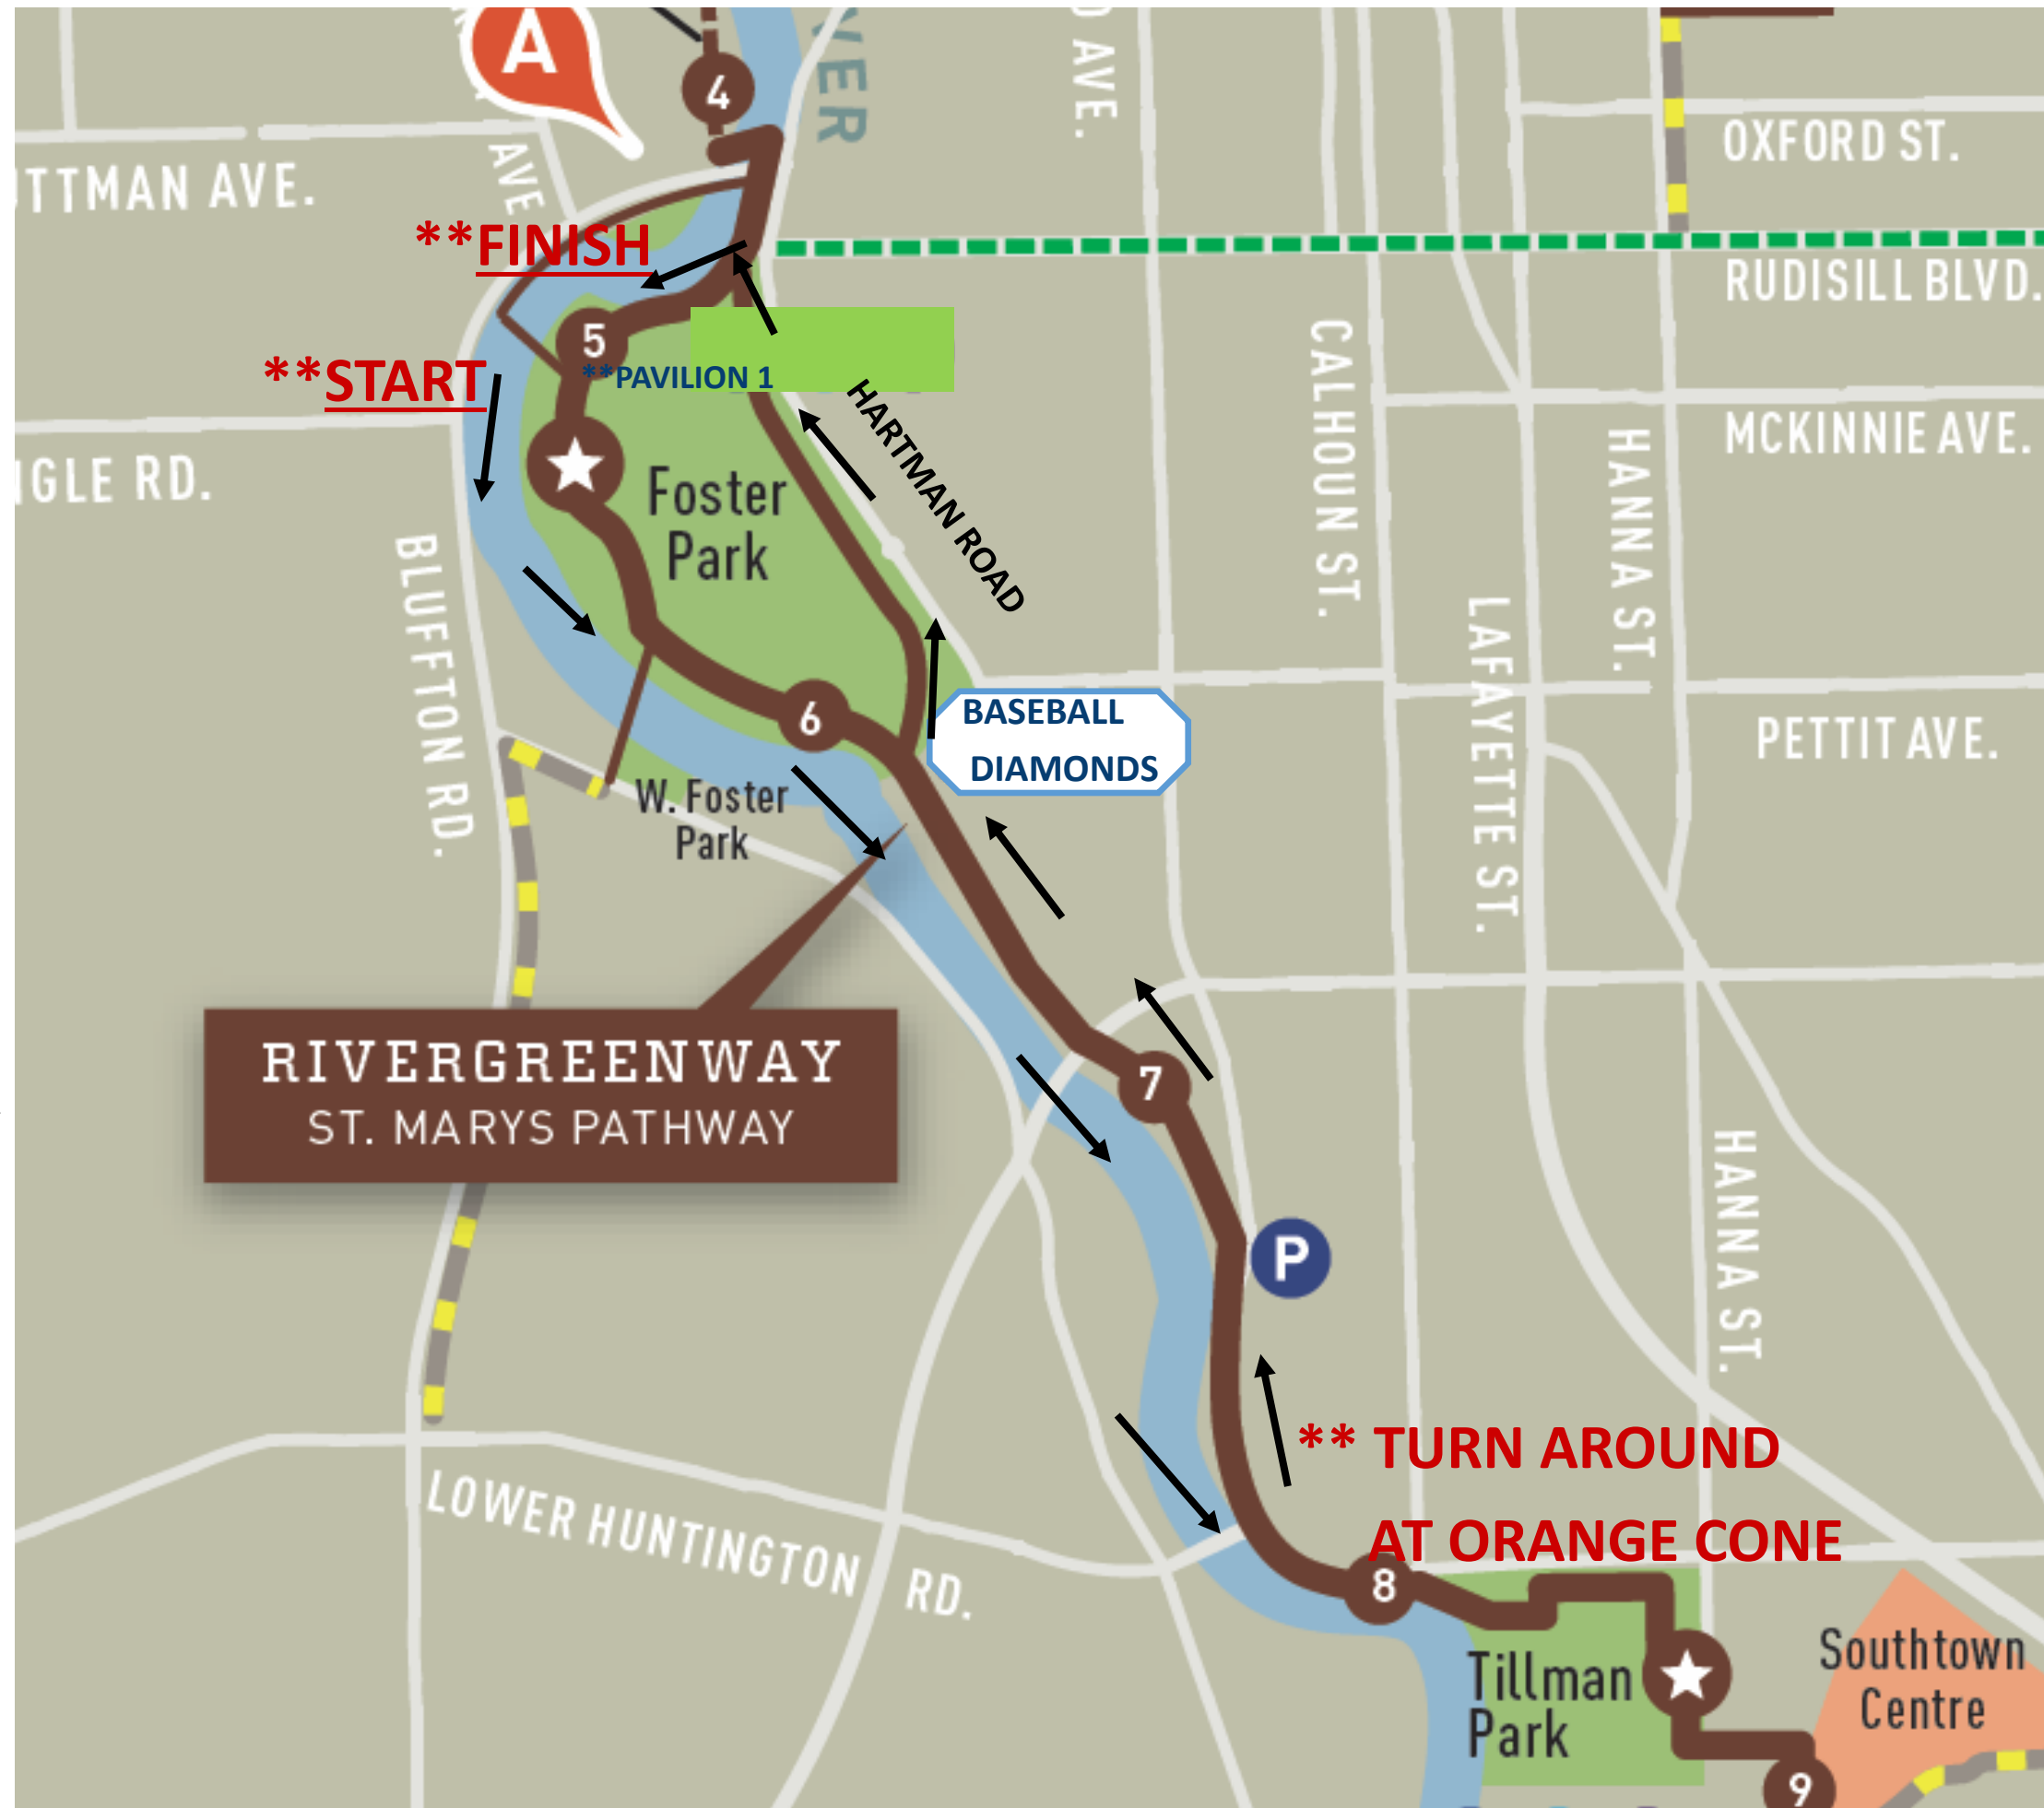 A
4
VER
AVE.
OXFORD ST.
TTMAN AVE.
AVE
**FINISH
RUDISILL BLVD.
5
**START
**PAVILION 1
HARTMAN ROAD
CALHOUN ST.
MCKINNIE AVE.
HANNA ST.
NGLE RD.
Foster
Park
BLUFFTON RD.
LAFAYETTE ST.
6
BASEBALL
DIAMONDS
PETTIT AVE.
W. Foster
Park
RIVERGREENWAY
ST. MARYS PATHWAY
7
HANNA ST.
P
** TURN AROUND
AT ORANGE CONE
LOWER HUNTINGTON RD.
8
Tillman
Park
Southtown
Centre
9